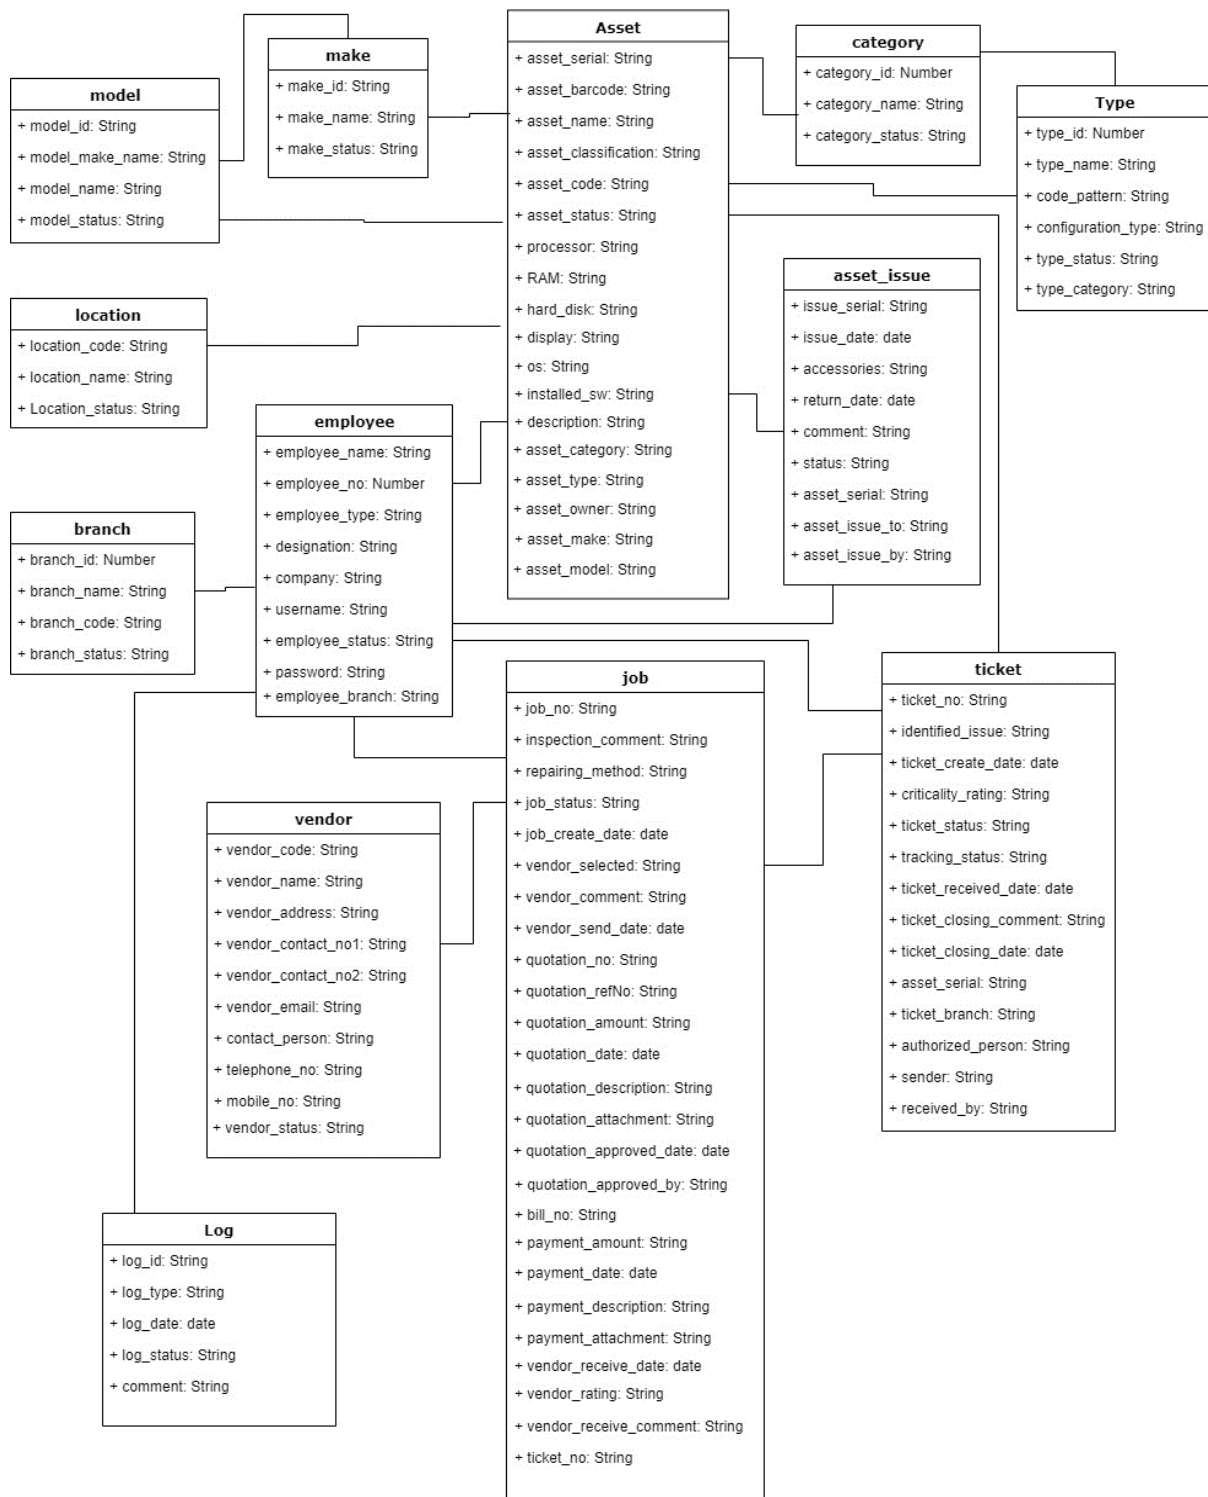 make
+ make_id: String
+ make_name: String
+ make_status: String
model
+ model_id: String
+ model_make_name: String
+ model_name: String
+ model_status: String
Asset
+ asset_serial: String
+ asset_barcode: String
+ asset_name: String
+ asset_classification: String
+ asset_code: String
+ asset_status: String
+ processor: String
+ RAM: String
+ hard_disk: String
+ display: String
+ os: String
+ installed_sw: String
+ description: String
+ asset_category: String
+ asset_type: String
+ asset_owner: String
+ asset_make: String
+ asset_model: String
category
+ category_id: Number
+ category_name: String
+ category_status: String
Type
+ type_id: Number
+ type_name: String
+ code_pattern: String
+ configuration_type: String
+ type_status: String
+ type_category: String
asset_issue
+ issue_serial: String
+ issue_date: date
+ accessories: String
+ return_date: date
+ comment: String
+ status: String
+ asset_serial: String
+ asset_issue_to: String
+ asset_issue_by: String
location
+ location_code: String
+ location_name: String
+ Location_status: String
employee
+ employee_name: String
+ employee_no: Number
+ employee_type: String
+ designation: String
+ company: String
+ username: String
+ employee_status: String
+ password: String
+ employee_branch: String
branch
+ branch_id: Number
+ branch_name: String
+ branch_code: String
+ branch_status: String
job
+ job_no: String
+ inspection_comment: String
+ repairing_method: String
+ job_status: String
+ job_create_date: date
+ vendor_selected: String
+ vendor_comment: String
+ vendor_send_date: date
+ quotation_no: String
+ quotation_refNo: String
+ quotation_amount: String
+ quotation_date: date
+ quotation_description: String
+ quotation_attachment: String
+ quotation_approved_date: date
+ quotation_approved_by: String
+ bill_no: String
+ payment_amount: String
+ payment_date: date
+ payment_description: String
+ payment_attachment: String
+ vendor_receive_date: date
+ vendor_rating: String
+ vendor_receive_comment: String
+ ticket_no: String
ticket
+ ticket_no: String
+ identified_issue: String
+ ticket_create_date: date
+ criticality_rating: String
+ ticket_status: String
+ tracking_status: String
+ ticket_received_date: date
+ ticket_closing_comment: String
+ ticket_closing_date: date
+ asset_serial: String
+ ticket_branch: String
+ authorized_person: String
+ sender: String
+ received_by: String
vendor
+ vendor_code: String
+ vendor_name: String
+ vendor_address: String
+ vendor_contact_no1: String
+ vendor_contact_no2: String
+ vendor_email: String
+ contact_person: String
+ telephone_no: String
+ mobile_no: String
+ vendor_status: String
Log
+ log_id: String
+ log_type: String
+ log_date: date
+ log_status: String
+ comment: String